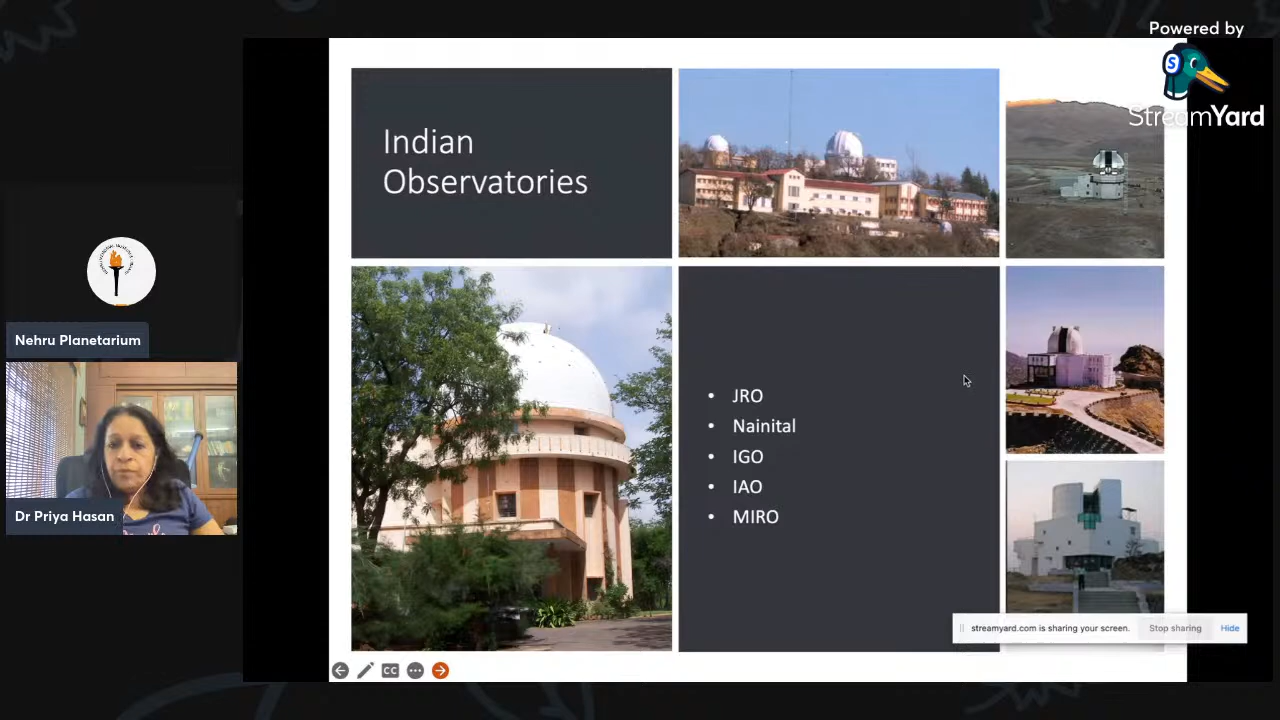 Powered by
StreamYard
Indian
Observatories
• JRO
• Nainital
• IGO
• IAO
• MIRO
Nehru Planetarium
Dr Priya Hasan
streamyard.com is sharing your screen. Stop sharing Hide
CC
S